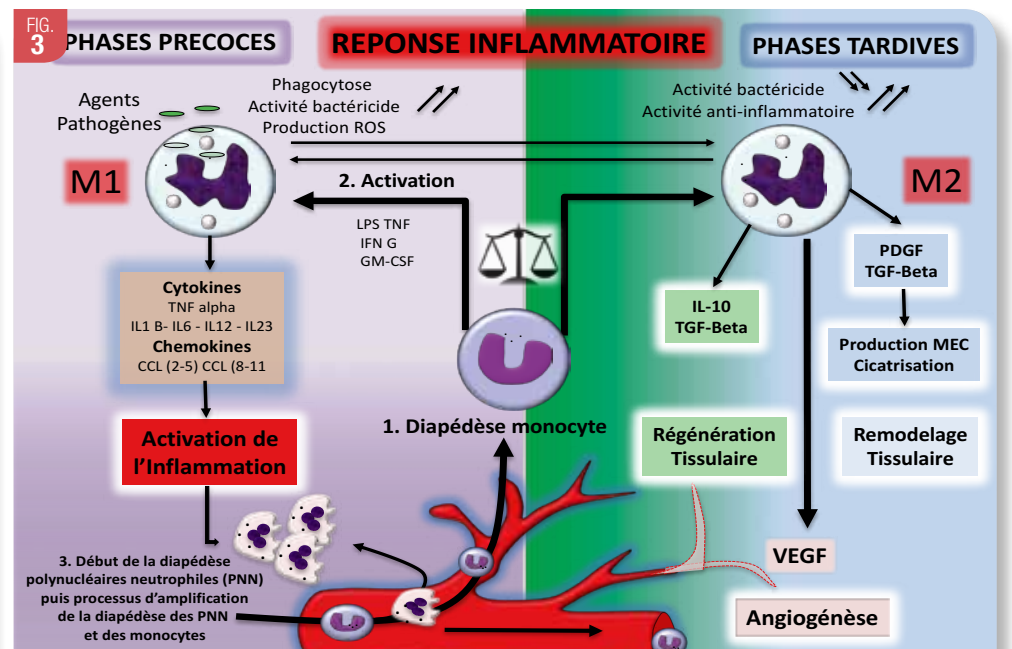 FIG.
3
PHASES PRECOCES
REPONSE INFLAMMATOIRE
PHASES TARDIVES
Agents
Pathogènes
Phagocytose
Activité bactéricide
Production ROS
Activité bactéricide
Activité anti-inflammatoire
M1
M2
2. Activation
LPS TNF
IFN G
GM-CSF
PDGF
TGF-Beta
Cytokines
TNF alpha
IL1 B- IL6 - IL12 - IL23
Chemokines
CCL (2-5) CCL (8-11
IL-10
TGF-Beta
Production MEC
Cicatrisation
Activation de
l'Inflammation
1. Diapédèse monocyte
Régénération
Tissulaire
Remodelage
Tissulaire
3. Début de la diapédèse
polynucléaires neutrophiles (PNN)
puis processus d'amplification
de la diapédèse des PNN
et des monocytes
VEGF
Angiogénèse